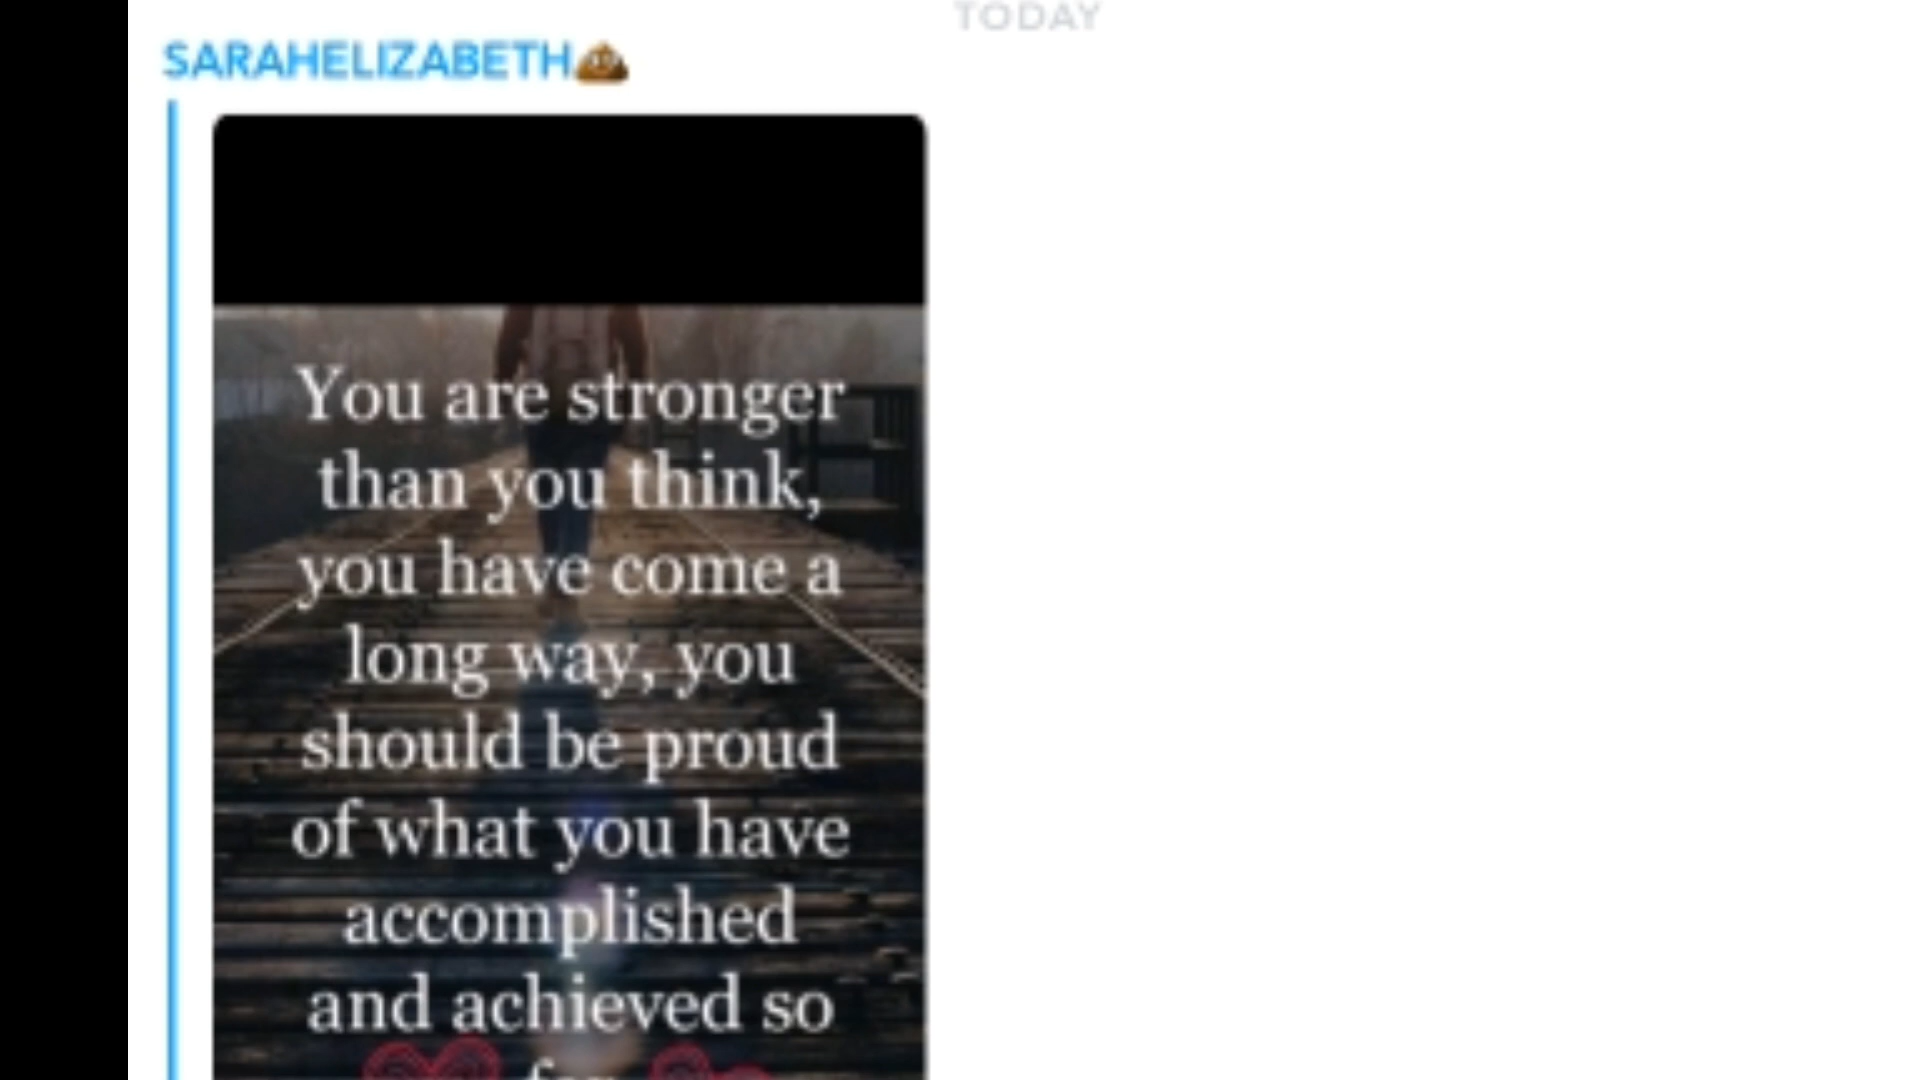 TODAY
SARAHELIZABETH💩
You are stronger
than you think,
you have come a
long way, you
should be proud
of what you have
accomplished
and achieved so
far